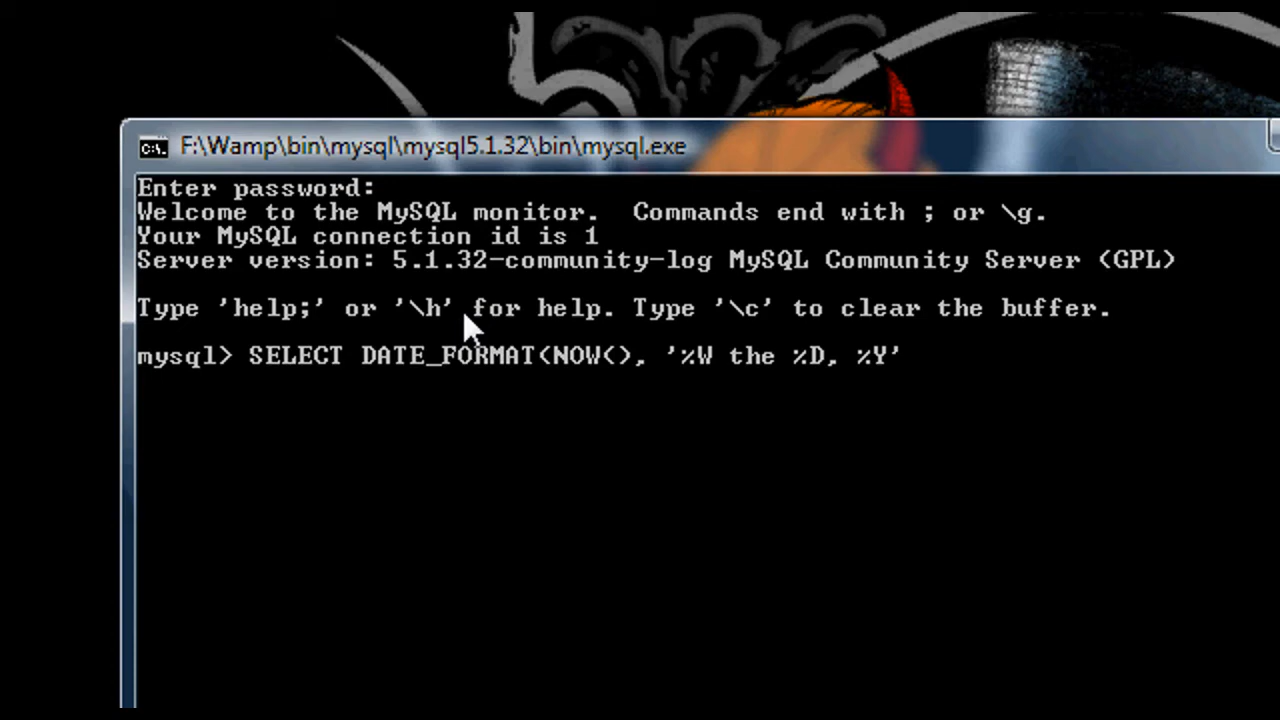 F:\Wamp\bin\mysql\mysql5.1.32\bin\mysql.exe
Enter password:
Welcome to the MySQL monitor.  Commands end with ; or \g.
Your MySQL connection id is 1
Server version: 5.1.32-community-log MySQL Community Server (GPL)
Type 'help;' or '\h' for help. Type '\c' to clear the buffer.
mysql> SELECT DATE_FORMAT(NOW(), '%W the %D, %Y'